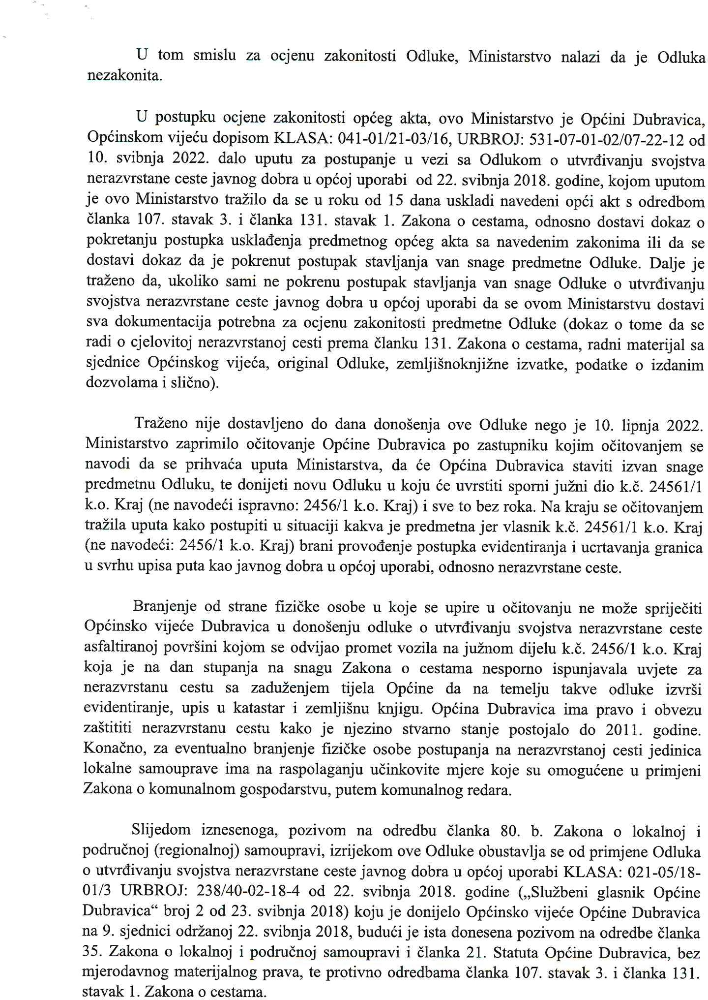 U tom smislu za ocjenu zakonitosti Odluke, Ministarstvo nalazi da je Odluka
nezakonita.
U postupku ocjene zakonitosti općeg akta, ovo Ministarstvo je Općini Dubravica,
Općinskom vijeću dopisom KLASA: 041-01/21-03/16, URBROJ: 531-07-01-02/07-22-12 od
10. svibnja 2022. dalo uputu za postupanje u vezi sa Odlukom o utvrđivanju svojstva
nerazvrstane ceste javnog dobra u općoj uporabi od 22. svibnja 2018. godine, kojom uputom
je ovo Ministarstvo tražilo da se u roku od 15 dana uskladi navedeni opći akt s odredbom
članka 107. stavak 3. i članka 131. stavak 1. Zakona o cestama, odnosno dostavi dokaz o
pokretanju postupka usklađenja predmetnog općeg akta sa navedenim zakonima ili da se
dostavi dokaz da je pokrenut postupak stavljanja van snage predmetne Odluke. Dalje je
traženo da, ukoliko sami ne pokrenu postupak stavljanja van snage Odluke o utvrđivanju
svojstva nerazvrstane ceste javnog dobra u općoj uporabi da se ovom Ministarstvu dostavi
sva dokumentacija potrebna za ocjenu zakonitosti predmetne Odluke (dokaz o tome da se
radi o cjelovitoj nerazvrstanoj cesti prema članku 131. Zakona o cestama, radni materijal sa
sjednice Općinskog vijeća, original Odluke, zemljišnoknjižne izvatke, podatke o izdanim
dozvolama i slično).
Traženo nije dostavljeno do dana donošenja ove Odluke nego je 10. lipnja 2022.
Ministarstvo zaprimilo očitovanje Općine Dubravica po zastupniku kojim očitovanjem se
navodi da se prihvaća uputa Ministarstva, da će Općina Dubravica staviti izvan snage
predmetnu Odluku, te donijeti novu Odluku u koju će uvrstiti sporni južni dio k.č. 24561/1
k.o. Kraj (ne navodeći ispravno: 2456/1 k.o. Kraj) i sve to bez roka. Na kraju se očitovanjem
tražila uputa kako postupiti u situaciji kakva je predmetna jer vlasnik k.č. 24561/1 k.o. Kraj
(ne navodeći: 2456/1 k.o. Kraj) brani provođenje postupka evidentiranja i ucrtavanja granica
u svrhu upisa puta kao javnog dobra u općoj uporabi, odnosno nerazvrstane ceste.
Branjenje od strane fizičke osobe u koje se upire u očitovanju ne može spriječiti
Općinsko vijeće Dubravica u donošenju odluke o utvrđivanju svojstva nerazvrstane ceste
asfaltiranoj površini kojom se odvijao promet vozila na južnom dijelu k.č. 2456/1 k.o. Kraj
koja je na dan stupanja na snagu Zakona o cestama nesporno ispunjavala uvjete za
nerazvrstanu cestu sa zaduženjem tijela Općine da na temelju takve odluke izvrši
evidentiranje, upis u katastar i zemljišnu knjigu. Općina Dubravica ima pravo i obvezu
zaštititi nerazvrstanu cestu kako je njezino stvarno stanje postojalo do 2011. godine.
Konačno, za eventualno branjenje fizičke osobe postupanja na nerazvrstanoj cesti jedinica
lokalne samouprave ima na raspolaganju učinkovite mjere koje su omogućene u primjeni
Zakona o komunalnom gospodarstvu, putem komunalnog redara.
Slijedom iznesenoga, pozivom na odredbu članka 80. b. Zakona o lokalnoj i
područnoj (regionalnoj) samoupravi, izrijekom ove Odluke obustavlja se od primjene Odluka
o utvrđivanju svojstva nerazvrstane ceste javnog dobra u općoj uporabi KLASA: 021-05/18-
01/3 URBROJ: 238/40-02-18-4 od 22. svibnja 2018. godine („Službeni glasnik Općine
Dubravica“ broj 2 od 23. svibnja 2018) koju je donijelo Općinsko vijeće Općine Dubravica
na 9. sjednici održanoj 22. svibnja 2018, budući je ista donesena pozivom na odredbe članka
35. Zakona o lokalnoj i područnoj samoupravi i članka 21. Statuta Općine Dubravica, bez
mjerodavnog materijalnog prava, te protivno odredbama članka 107. stavak 3. i članka 131.
stavak 1. Zakona o cestama.